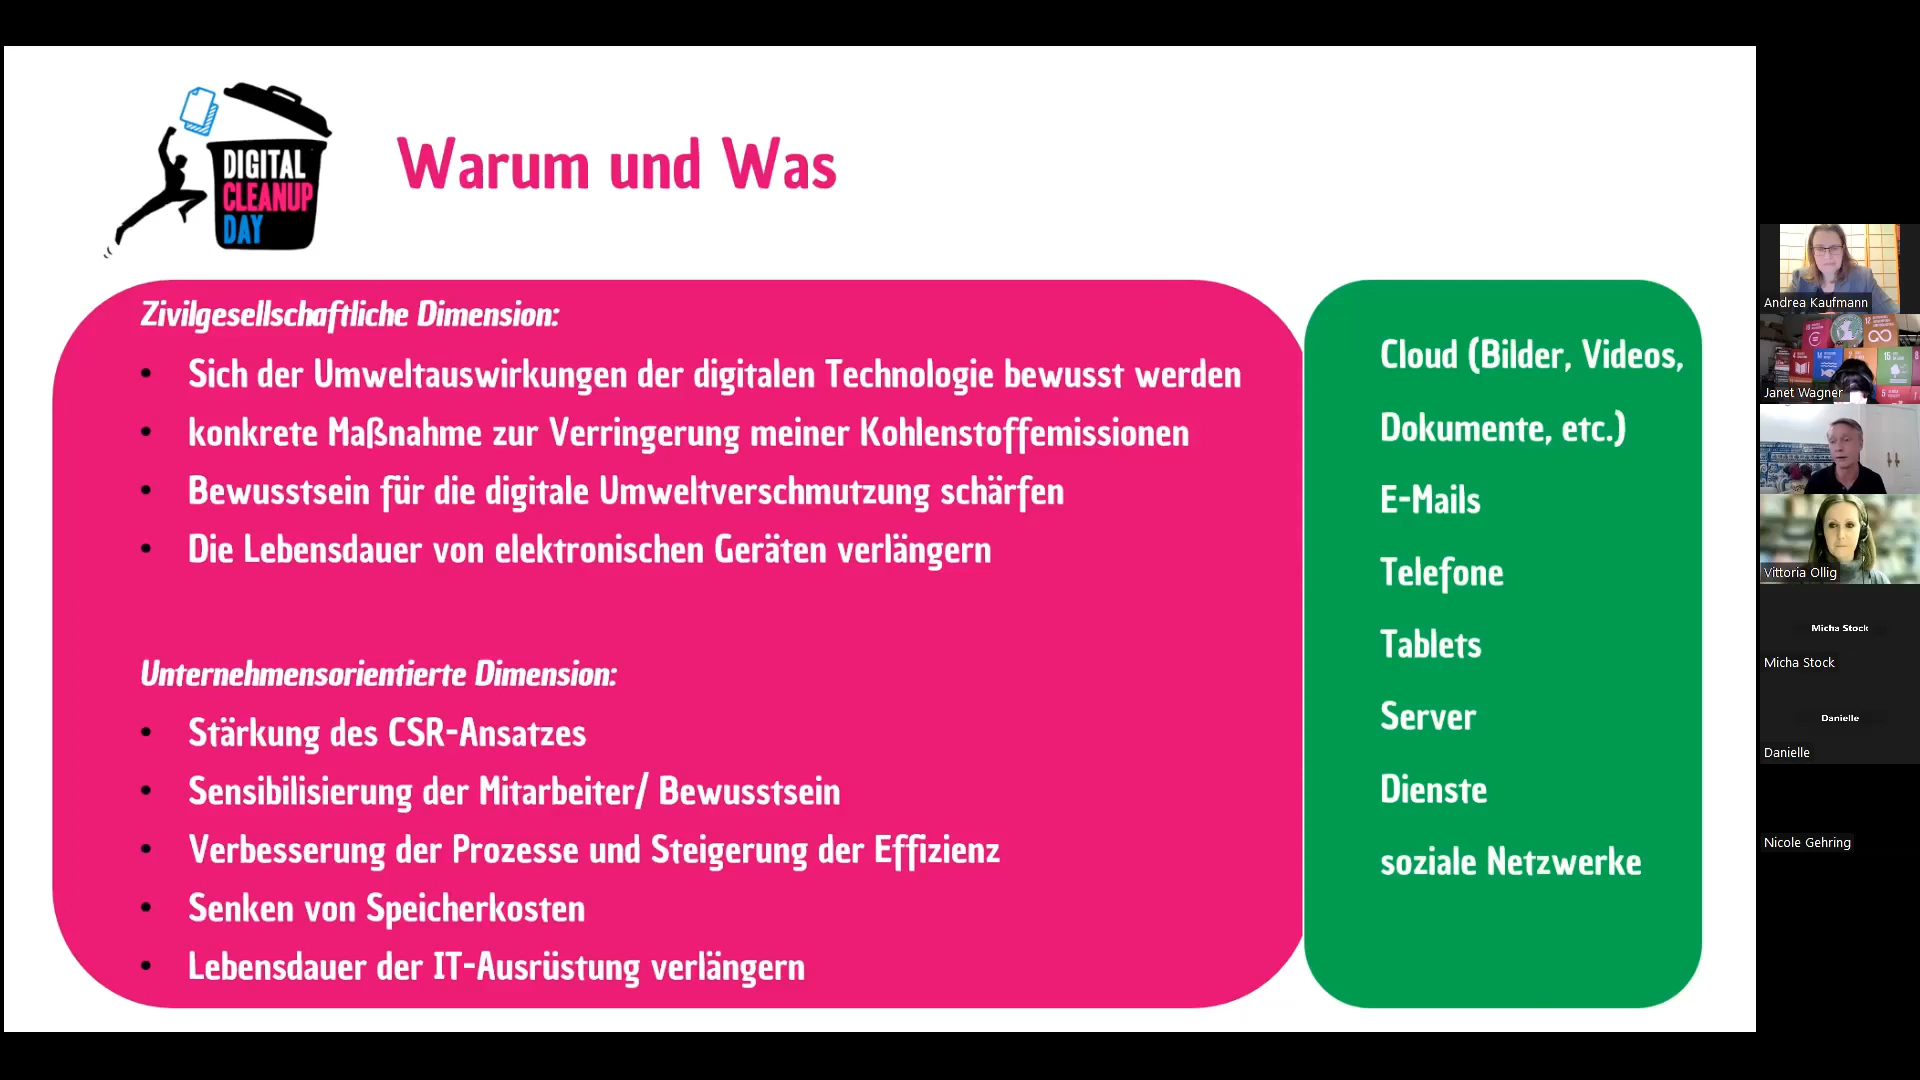 DIGITAL
CLEANUP
DAY
Warum und Was
Zivilgesellschaftliche Dimension:
• Sich der Umweltauswirkungen der digitalen Technologie bewusst werden
• konkrete Maßnahme zur Verringerung meiner Kohlenstoffemissionen
• Bewusstsein für die digitale Umweltverschmutzung schärfen
• Die Lebensdauer von elektronischen Geräten verlängern
Unternehmensorientierte Dimension:
• Stärkung des CSR-Ansatzes
• Sensibilisierung der Mitarbeiter/ Bewusstsein
• Verbesserung der Prozesse und Steigerung der Effizienz
• Senken von Speicherkosten
• Lebensdauer der IT-Ausrüstung verlängern
Cloud (Bilder, Videos,
Dokumente, etc.)
E-Mails
Telefone
Tablets
Server
Dienste
soziale Netzwerke
Andrea Kaufmann
Janet Wagner
Vittoria Ollig
Micha Stock
Micha Stock
Danielle
Danielle
Nicole Gehring